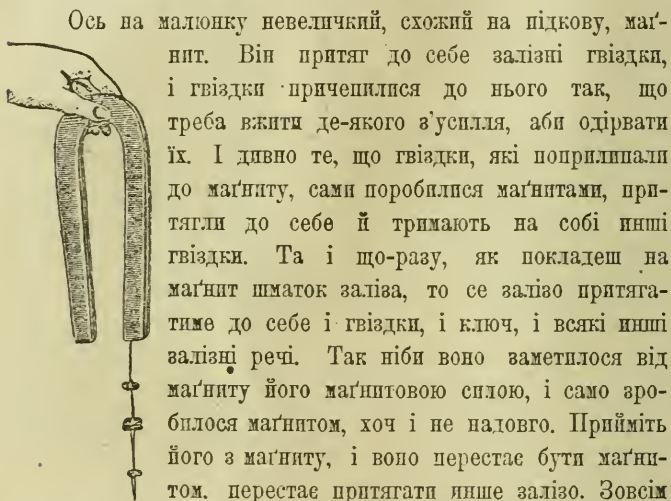 Ось на малюнку невеличкий, схожий на підкову, маґ-
нит. Він притяг до себе залізні гвіздки,
і гвіздки причепилися до нього так, що
треба вжити де-якого з'усилля, аби одірвати
їх. І дивно те, що гвіздки, які поприлипали
до маґниту, сами поробилися маґнитами, при-
тягли до себе й тримають на собі инші
гвіздки. Та і що-разу, як покладеш на
маґнит шматок заліза, то се залізо притяга-
тиме до себе і гвіздки, і ключ, і всякі инші
залізні речі. Так ніби воно заметилося від
маґниту його маґнитовою силою, і само зро-
билося маґнитом, хоч і не надовго. Прийміть
його з маґниту, і воно перестає бути маґни-
том, перестає притягати инше залізо. Зовсім